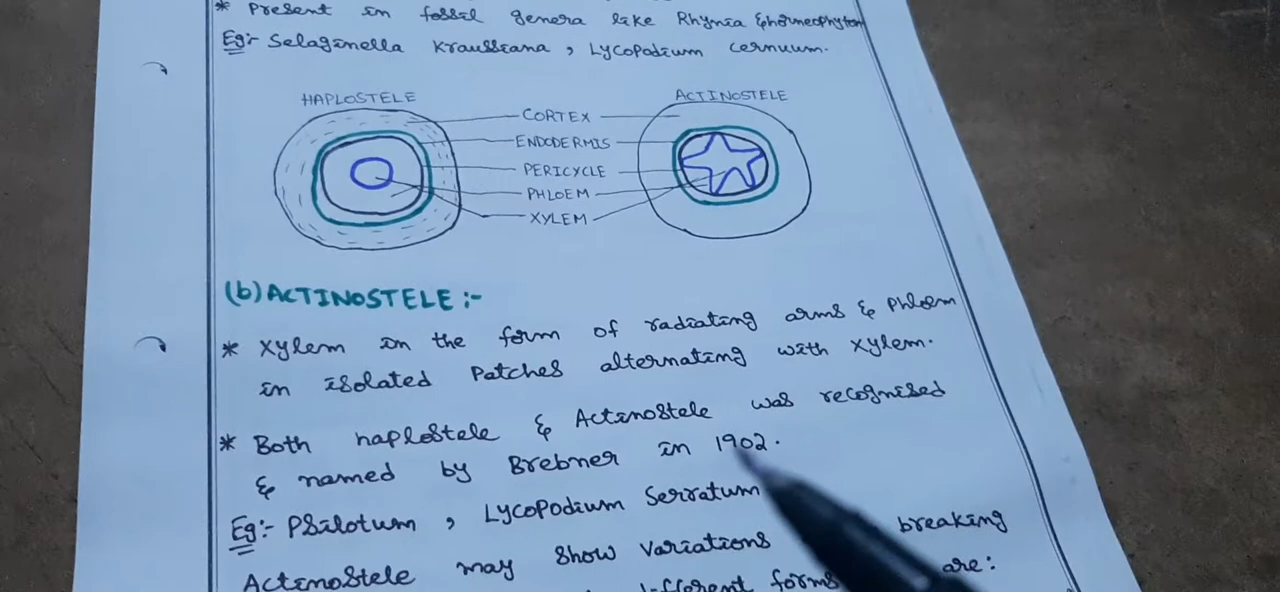 * Present in fossil genera like Rhynia & horneophyton
Eg:- Selaginella Kraussiana , Lycopodium cernuum.
HAPLOSTELE
ACTINOSTELE
CORTEX
ENDODERMIS
PERICYCLE
PHLOEM
XYLEM
(b) ACTINOSTELE :-
* Xylem in the form of radiating arms & Phloem
in isolated Patches alternating with xylem.
* Both haplostele & Actinostele was recognised
& named by Brebner in 1902.
Eg:- Psilotum , Lycopodium Serratum
Actinostele may show variations breaking
different forms are: